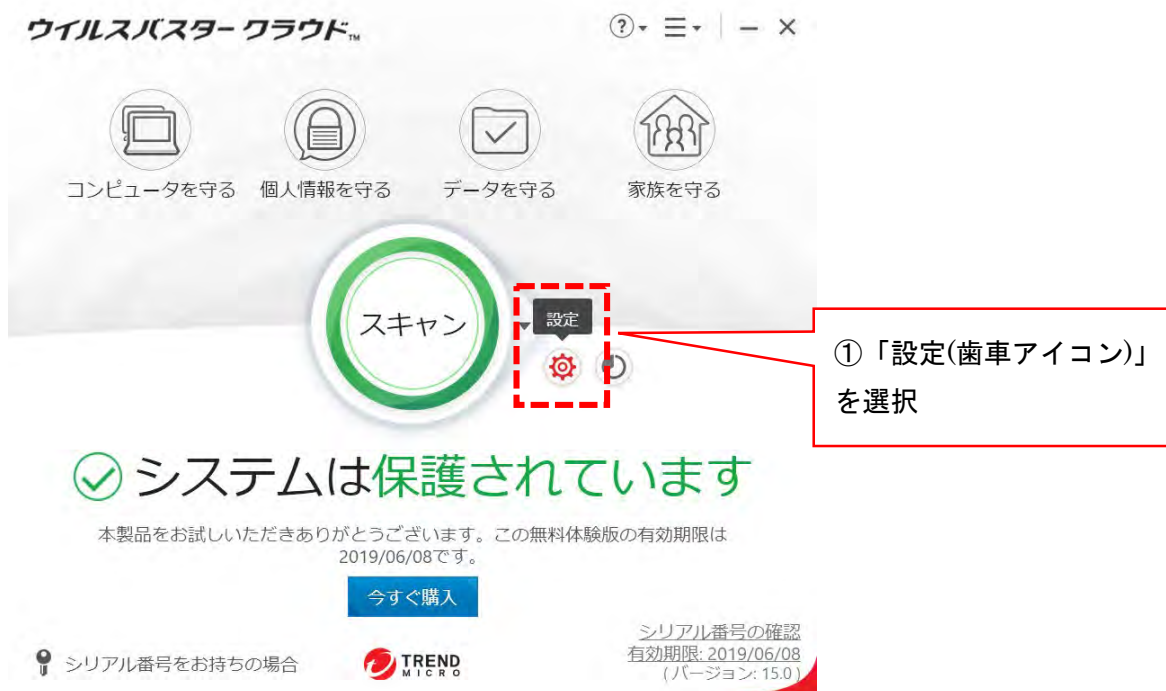 ウイルスバスター クラウド™
コンピュータを守る
個人情報を守る
データを守る
家族を守る
スキャン
設定
①「設定(歯車アイコン)」
を選択
システムは保護されています
本製品をお試しいただきありがとうございます。この無料体験版の有効期限は
2019/06/08です。
今すぐ購入
シリアル番号をお持ちの場合
TREND
MICRO
シリアル番号の確認
有効期限: 2019/06/08
(バージョン: 15.0)